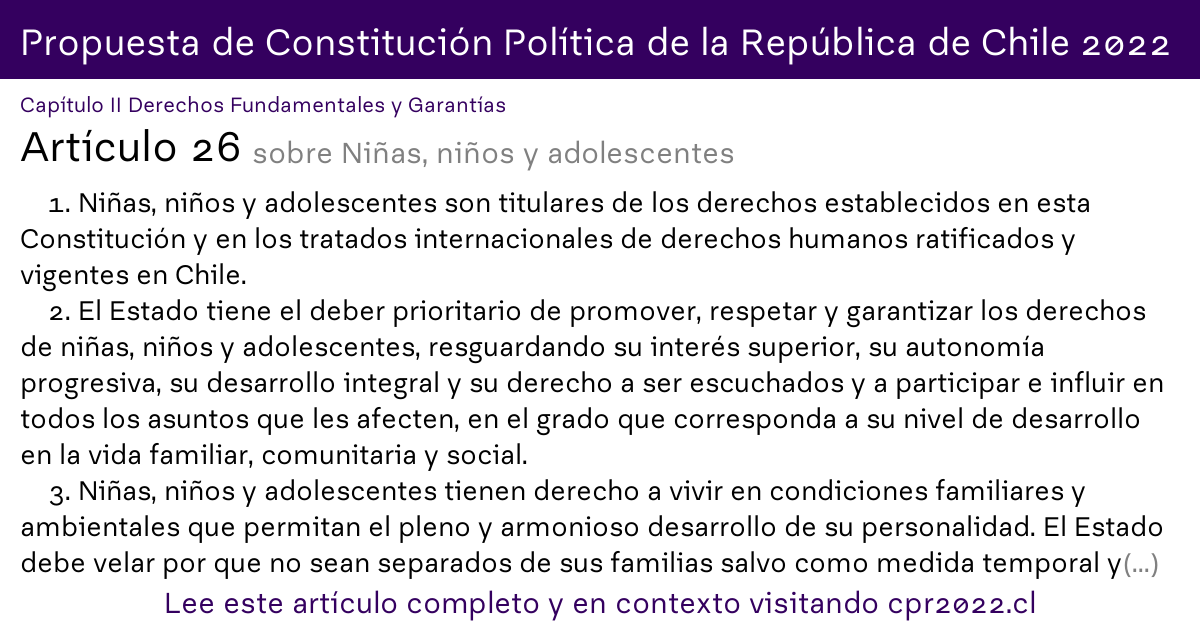 Propuesta de Constitución Política de la República de Chile 2022
Capítulo II Derechos Fundamentales y Garantías
Artículo 26 sobre Niñas, niños y adolescentes
1. Niñas, niños y adolescentes son titulares de los derechos establecidos en esta
Constitución y en los tratados internacionales de derechos humanos ratificados y
vigentes en Chile.
2. El Estado tiene el deber prioritario de promover, respetar y garantizar los derechos
de niñas, niños y adolescentes, resguardando su interés superior, su autonomía
progresiva, su desarrollo integral y su derecho a ser escuchados y a participar e influir en
todos los asuntos que les afecten, en el grado que corresponda a su nivel de desarrollo
en la vida familiar, comunitaria y social.
3. Niñas, niños y adolescentes tienen derecho a vivir en condiciones familiares y
ambientales que permitan el pleno y armonioso desarrollo de su personalidad. El Estado
debe velar por que no sean separados de sus familias salvo como medida temporal y(...)
Lee este artículo completo y en contexto visitando cpr2022.cl